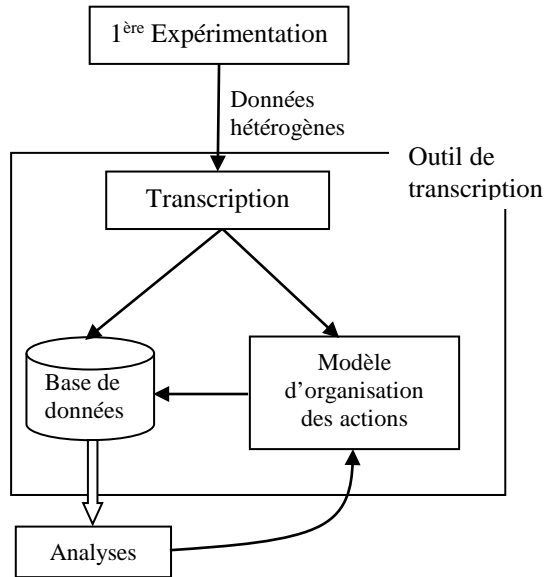 1ère Expérimentation
Données
hétérogènes
Outil de
transcription
Transcription
Modèle
d'organisation
des actions
Base de
données
Analyses